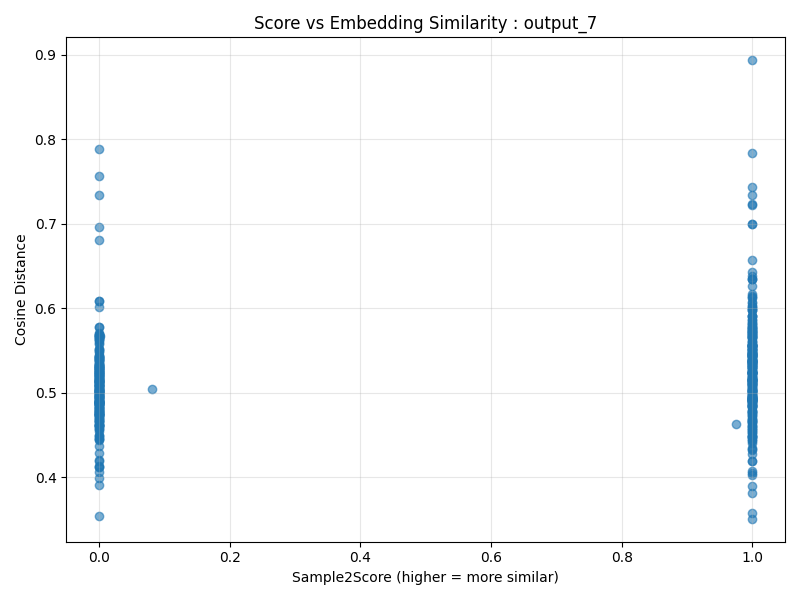 Score vs Embedding Similarity : output_7
0.9
0.8
0.7
0.6
0.5
0.4
Cosine Distance
0.0 0.2 0.4 0.6 0.8 1.0
Sample2Score (higher = more similar)